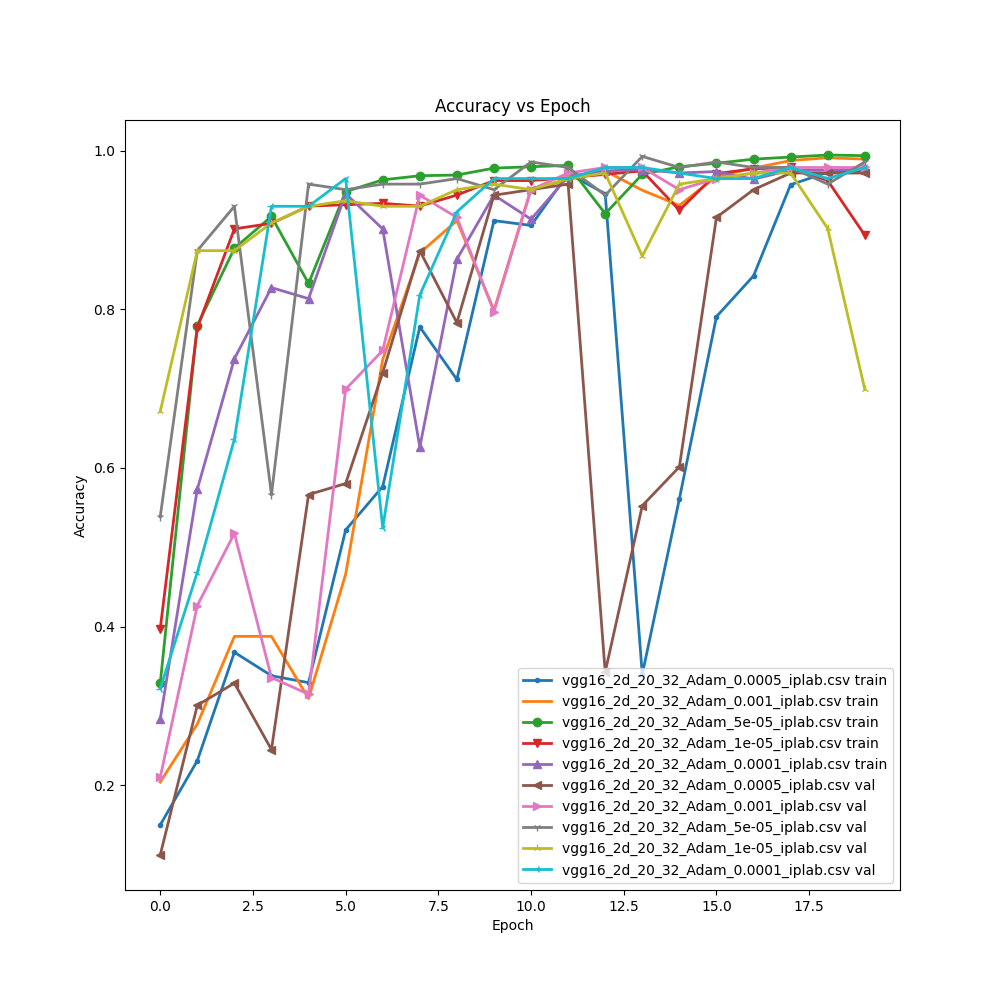 Accuracy vs Epoch
1.0
0.8
0.6
0.4
0.2
Accuracy
0.0 2.5 5.0 7.5 10.0 12.5 15.0 17.5
Epoch
vgg16_2d_20_32_Adam_0.0005_iplab.csv train
vgg16_2d_20_32_Adam_0.001_iplab.csv train
vgg16_2d_20_32_Adam_5e-05_iplab.csv train
vgg16_2d_20_32_Adam_1e-05_iplab.csv train
vgg16_2d_20_32_Adam_0.0001_iplab.csv train
vgg16_2d_20_32_Adam_0.0005_iplab.csv val
vgg16_2d_20_32_Adam_0.001_iplab.csv val
vgg16_2d_20_32_Adam_5e-05_iplab.csv val
vgg16_2d_20_32_Adam_1e-05_iplab.csv val
vgg16_2d_20_32_Adam_0.0001_iplab.csv val